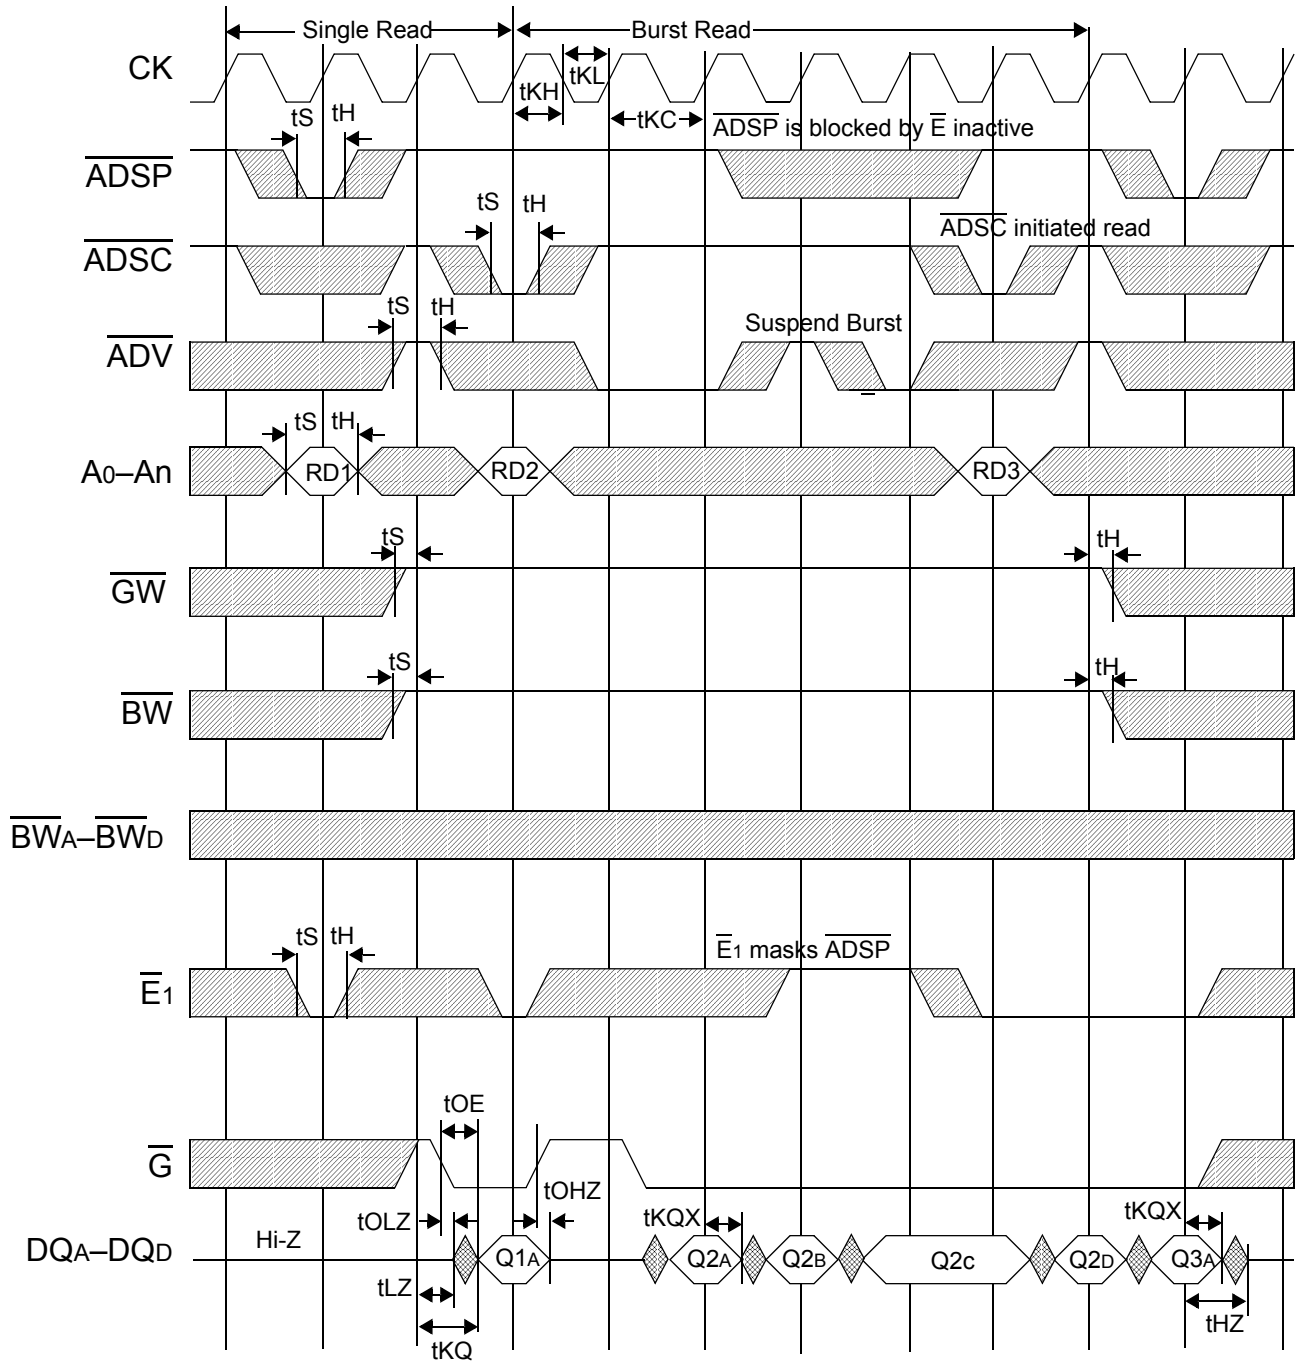 Single Read Burst Read
CK
tKL
tKH
tS tH tKC
ADSP is blocked by E inactive
ADSP
tS tH
ADSC initiated read
ADSC
tS tH
Suspend Burst
ADV
tS tH
A0–An RD1 RD2 RD3
tS tH
GW
tS tH
BW
BWA–BWD
tS tH
E1 masks ADSP
E1
tOE
G
tOHZ
tOLZ tKQX tKQX
DQA–DQD Hi-Z Q1A Q2A Q2B Q2c Q2D Q3A
tLZ
tHZ
tKQ